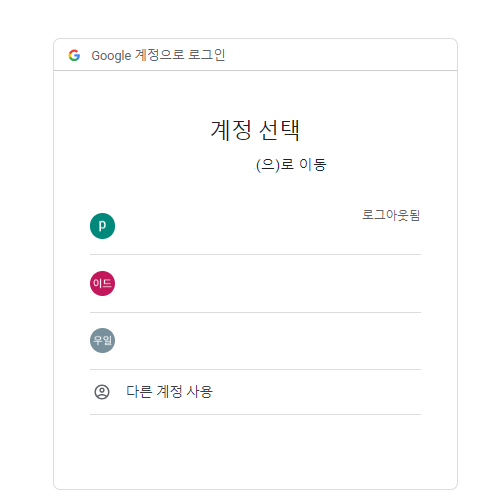 Google 계정으로 로그인
계정 선택
(으)로 이동
p
로그아웃됨
이드
우일
다른 계정 사용